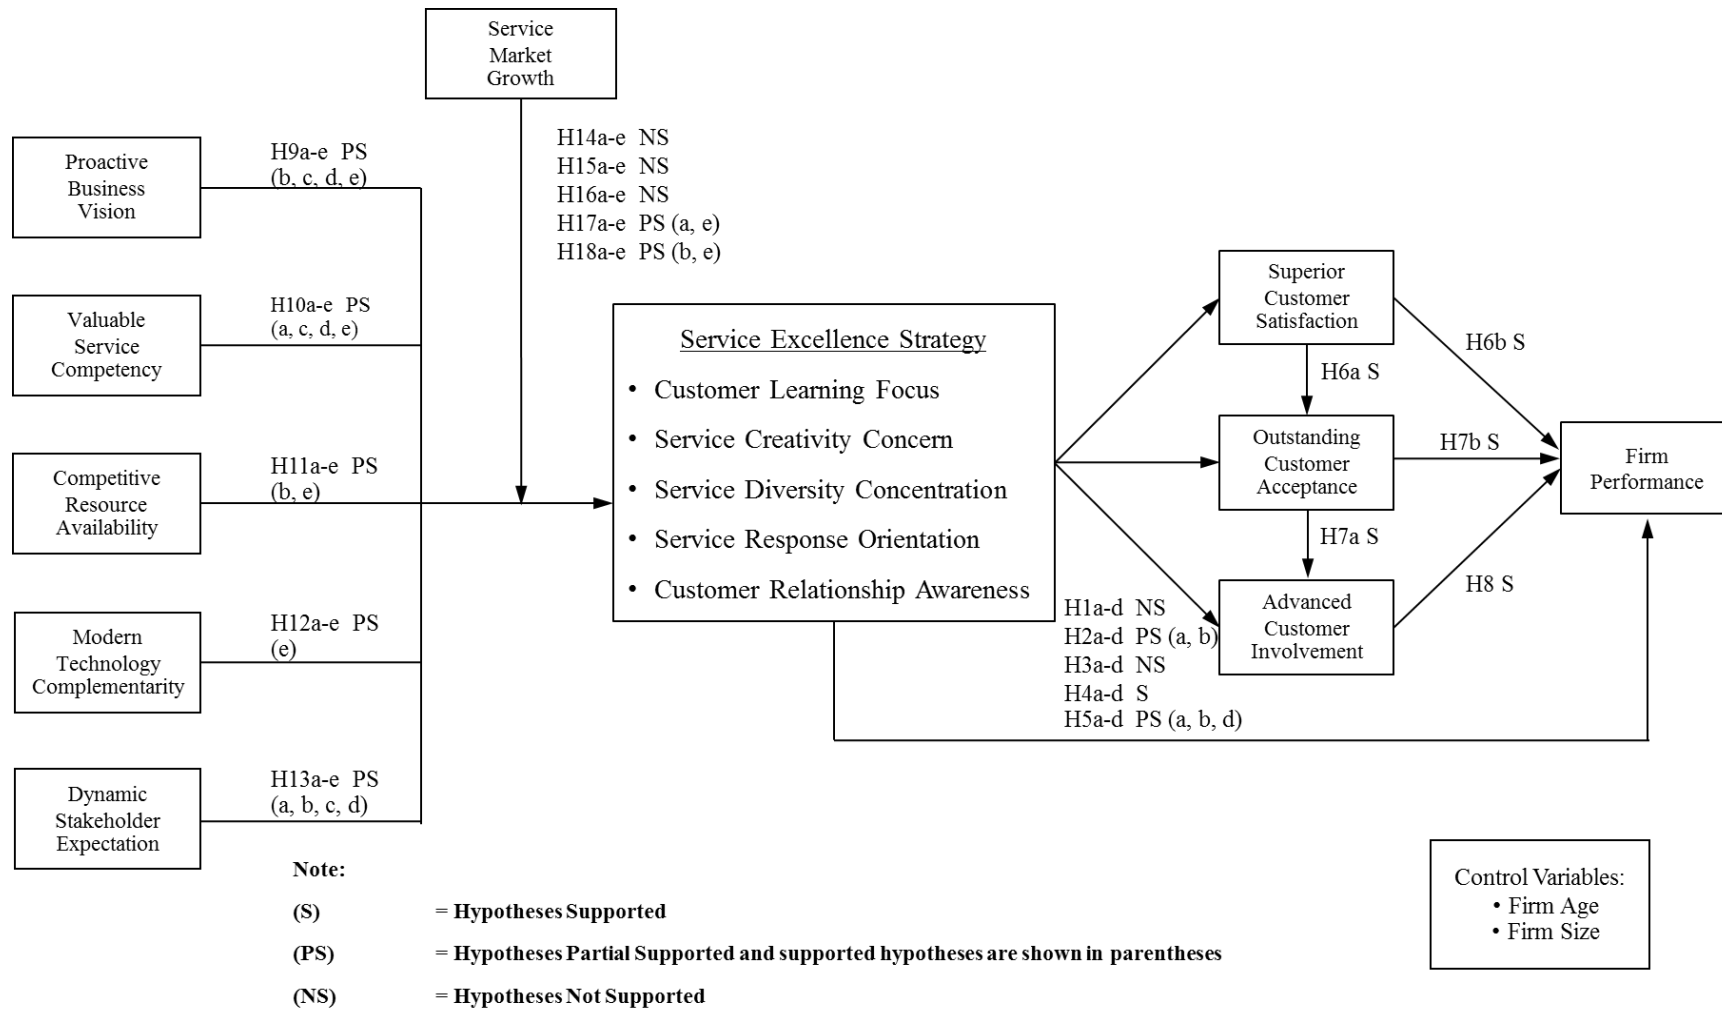 Service
Market
Growth
H14a-e NS
H15a-e NS
H16a-e NS
H17a-e PS (a, e)
H18a-e PS (b, e)
Proactive
Business
Vision
H9a-e PS
(b, c, d, e)
Valuable
Service
Competency
H10a-e PS
(a, c, d, e)
Competitive
Resource
Availability
H11a-e PS
(b, e)
Modern
Technology
Complementarity
H12a-e PS
(e)
Dynamic
Stakeholder
Expectation
H13a-e PS
(a, b, c, d)
Service Excellence Strategy
• Customer Learning Focus
• Service Creativity Concern
• Service Diversity Concentration
• Service Response Orientation
• Customer Relationship Awareness
H1a-d NS
H2a-d PS (a, b)
H3a-d NS
H4a-d S
H5a-d PS (a, b, d)
Superior
Customer
Satisfaction
H6a S
H6b S
Outstanding
Customer
Acceptance
H7b S
H7a S
Advanced
Customer
Involvement
H8 S
Firm
Performance
Control Variables:
• Firm Age
• Firm Size
Note:
(S) = Hypotheses Supported
(PS) = Hypotheses Partial Supported and supported hypotheses are shown in parentheses
(NS) = Hypotheses Not Supported